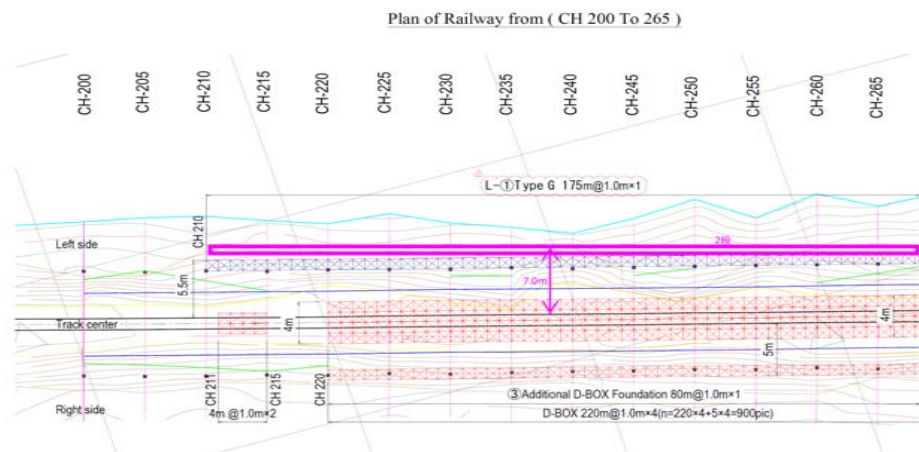 Plan of Railway from ( CH 200 To 265 )
CH-200
CH-205
CH-210
CH-215
CH-220
CH-225
CH-230
CH-235
CH-240
CH-245
CH-250
CH-255
CH-260
CH-265
L-①Type G 175m@1.0m×1
CH 210
Left side
2段
5.5m
7.0m
Track center
4m
4m
5m
CH 211
CH 215
CH 220
③Additional D-BOX Foundation 80m@1.0m×1
Right side
4m @1.0m×2
D-BOX 220m@1.0m×4(n=220×4+5×4=900pic)